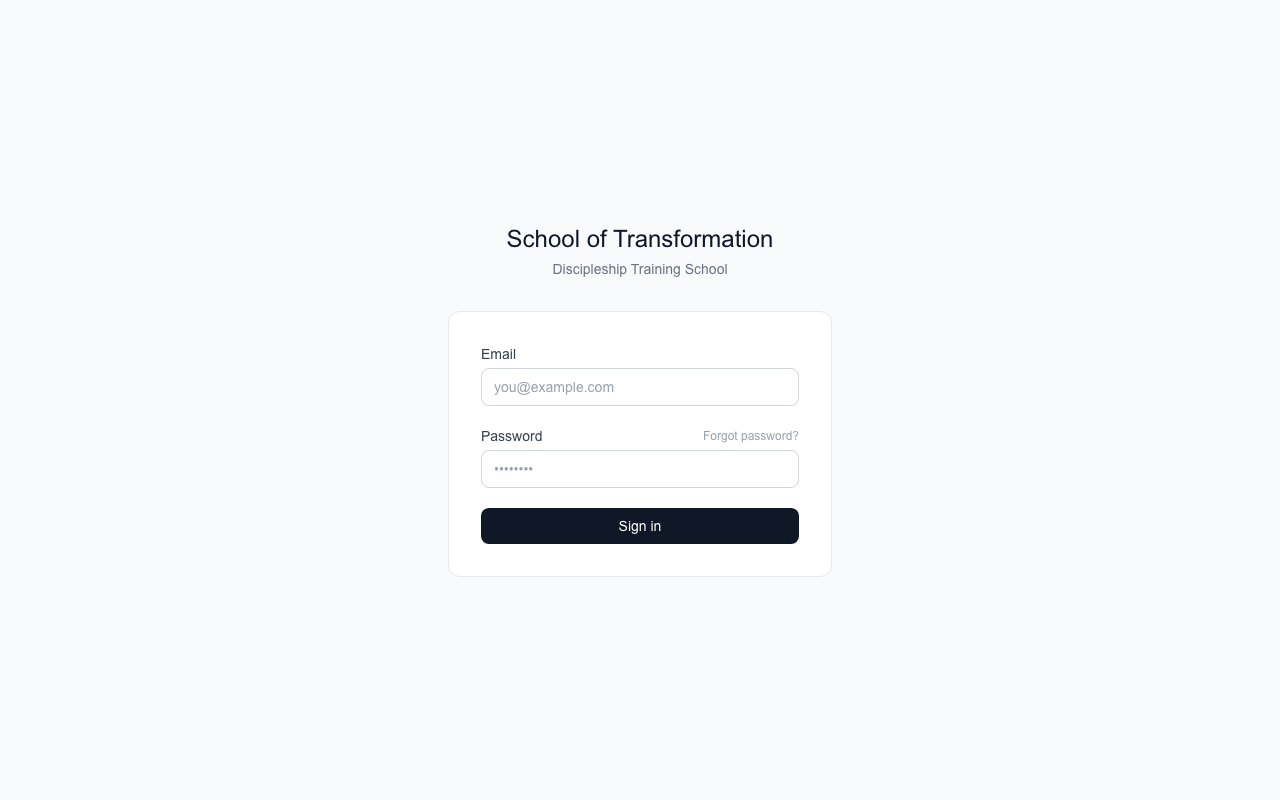 School of Transformation
Discipleship Training School
Email
you@example.com
Password Forgot password?
••••••••
Sign in